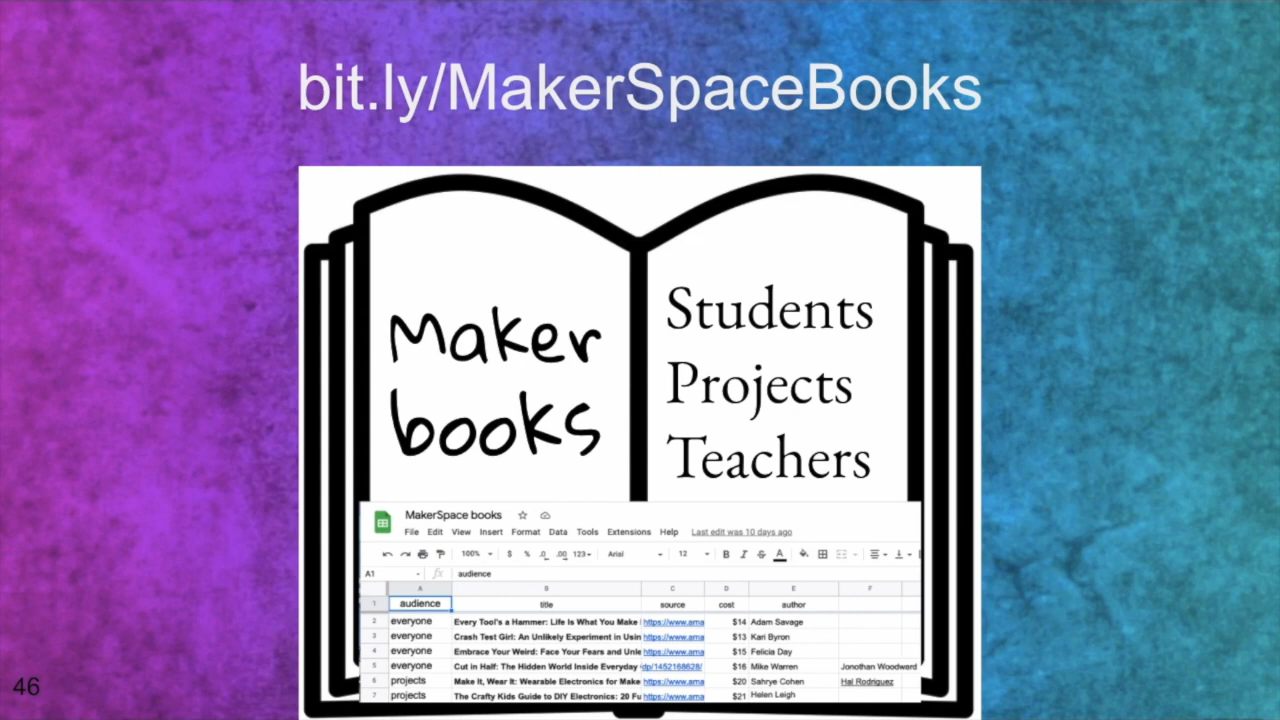 bit.ly/MakerSpaceBooks
Maker
books
Students
Projects
Teachers
MakerSpace books
File Edit View Insert Format Data Tools Extensions Help Last edit was 10 days ago
100% $ % .0 .00 123 Arial 12 B I S A
A1 fx audience
A B C D E F
1 audience title source cost author
2 everyone Every Tool's a Hammer: Life Is What You Make https://www.ama $14 Adam Savage
3 everyone Crash Test Girl: An Unlikely Experiment in Usin https://www.ama $13 Kari Byron
4 everyone Embrace Your Weird: Face Your Fears and Unle https://www.ama $15 Felicia Day
5 everyone Cut in Half: The Hidden World Inside Everyday dp/1452168628/ $16 Mike Warren Jonothan Woodward
6 projects Make It, Wear It: Wearable Electronics for Make https://www.ama $20 Sahrye Cohen Hal Rodriguez
7 projects The Crafty Kids Guide to DIY Electronics: 20 Fu https://www.ama $21 Helen Leigh
46